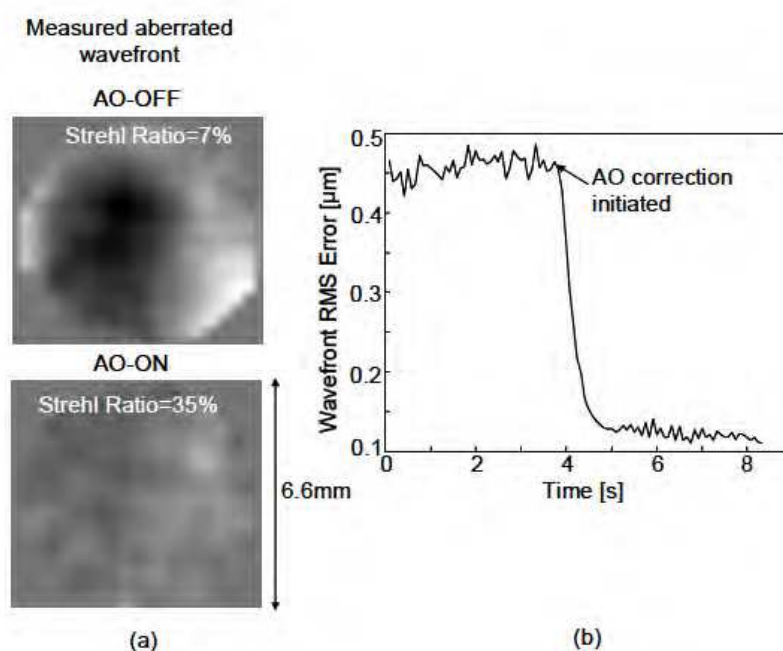 Measured aberrated
wavefront
AO-OFF
Strehl Ratio=7%
AO-ON
Strehl Ratio=35%
6.6mm
(a)
Wavefront RMS Error [µm]
0.5
0.4
0.3
0.2
0.1
AO correction
initiated
0 2 4 6 8
Time [s]
(b)